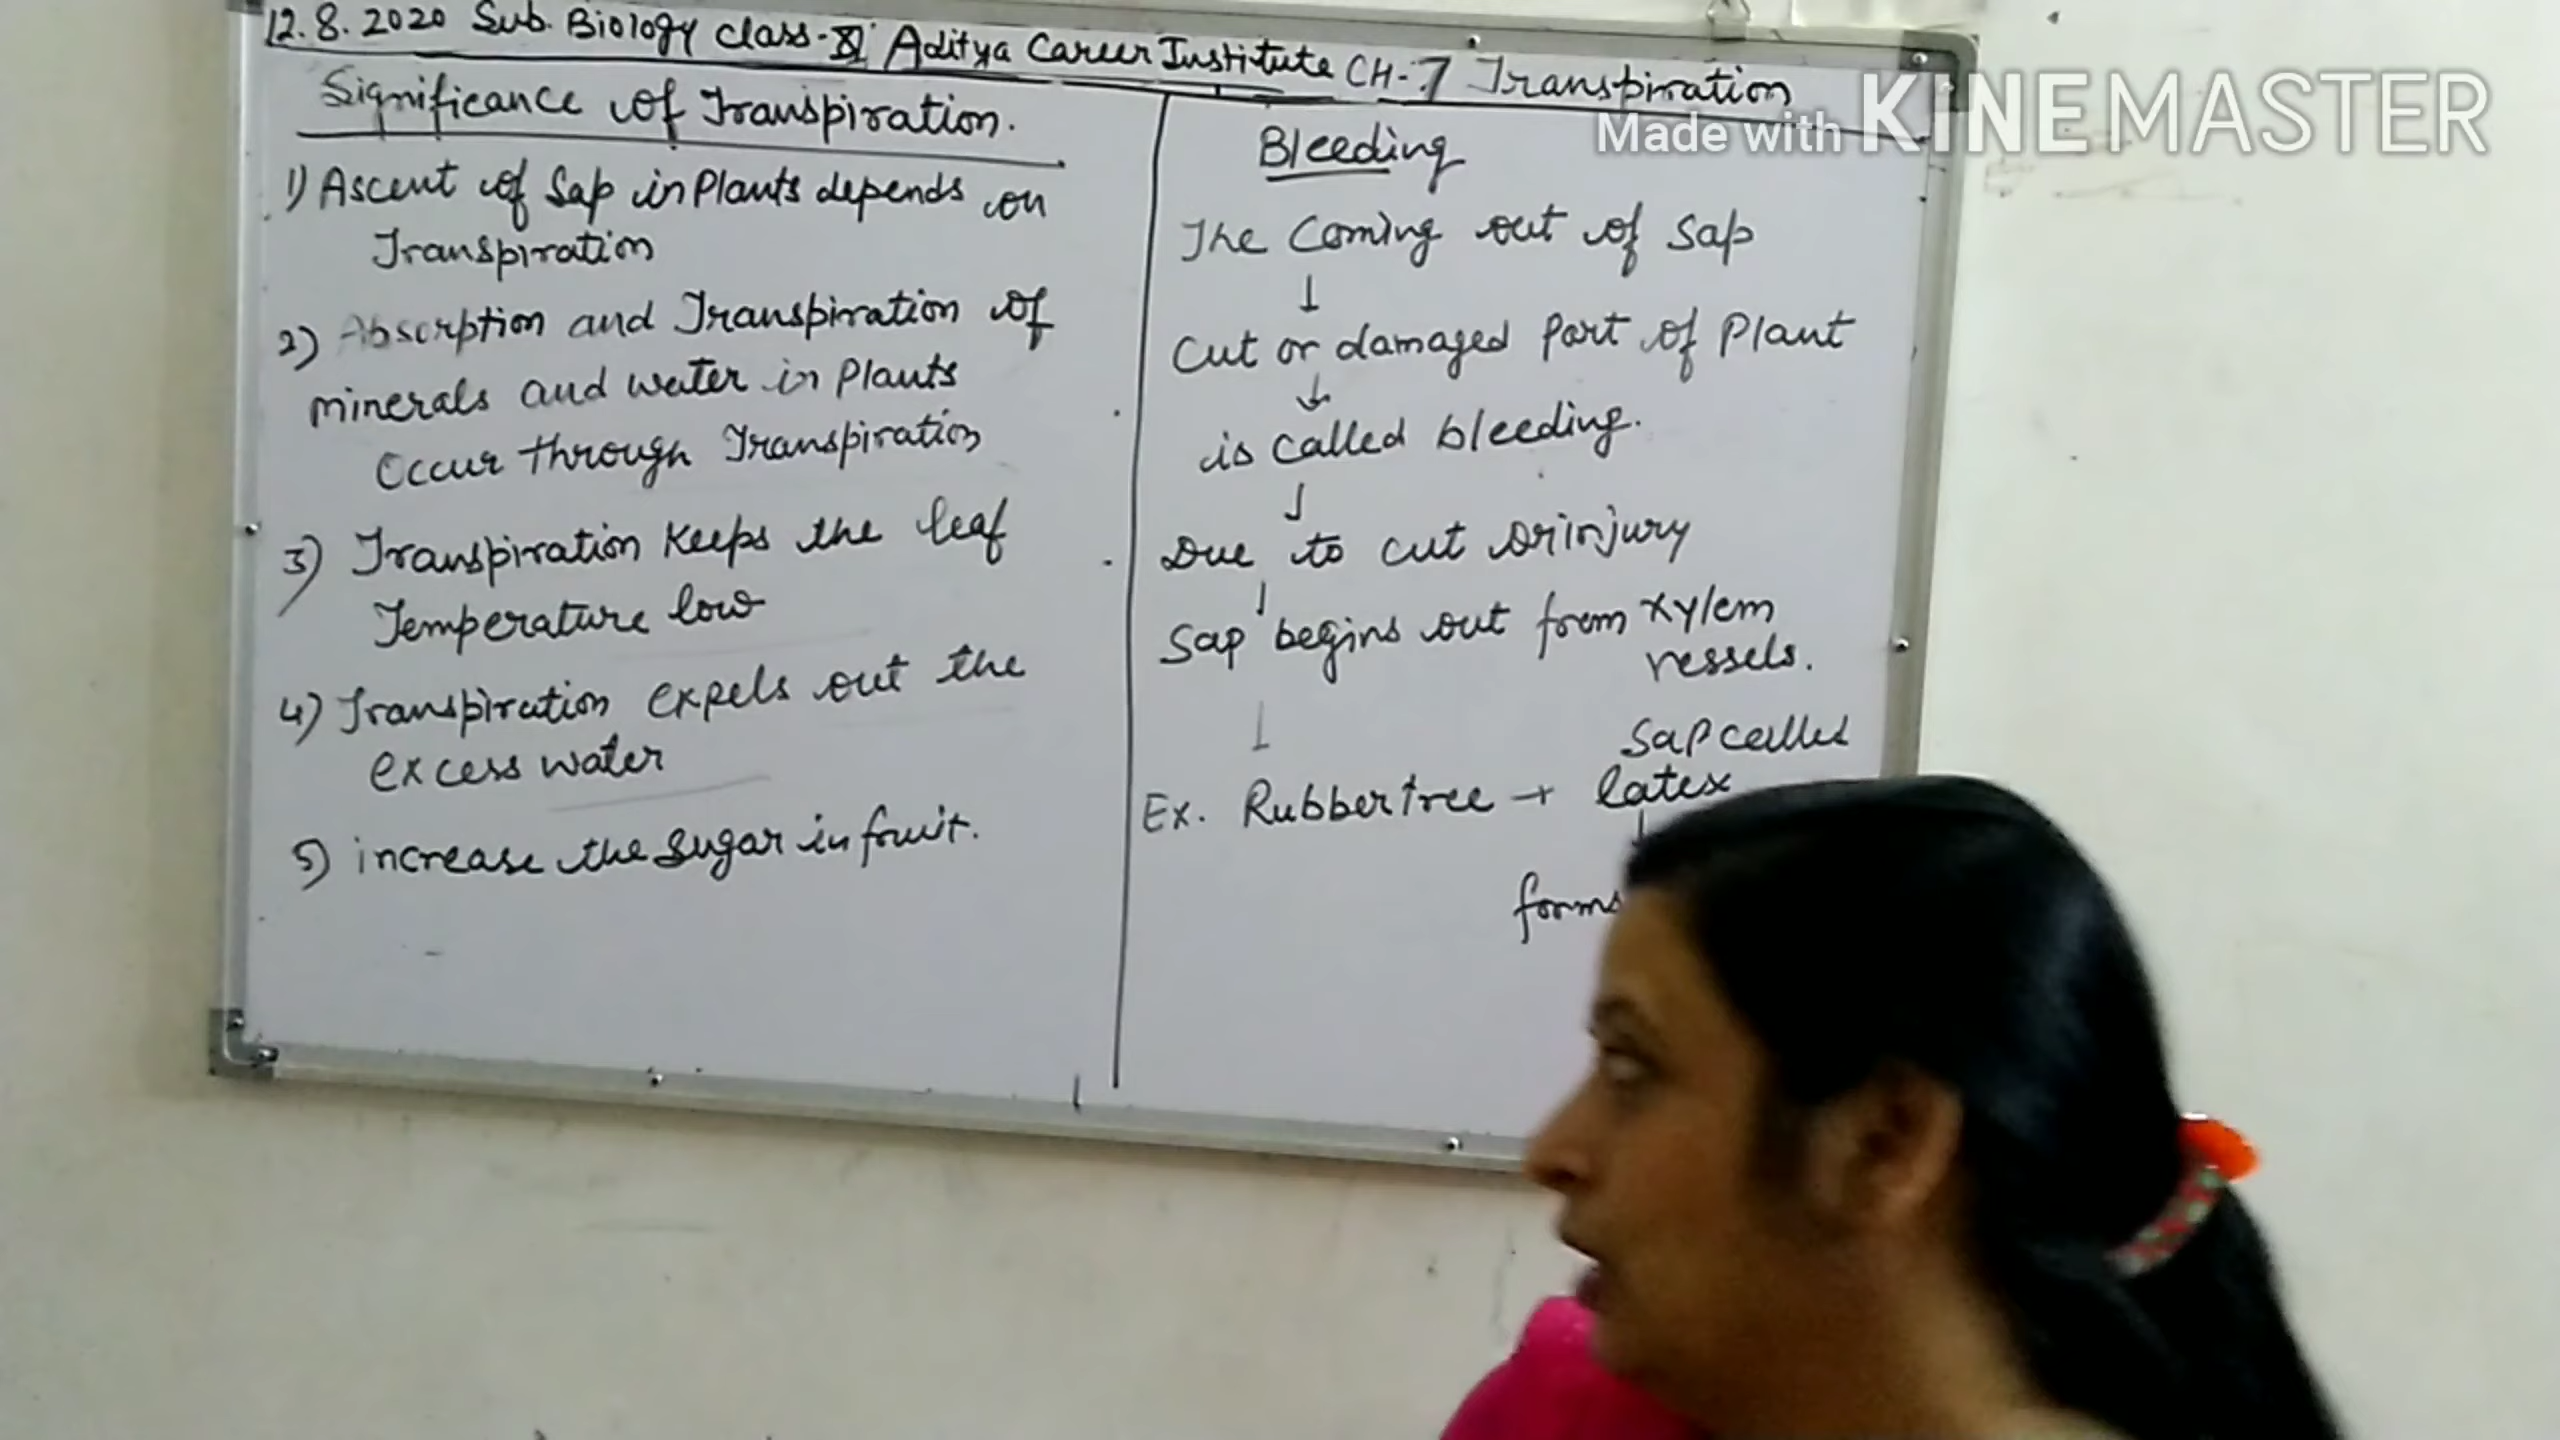 12.8.2020 Sub. Biology Class-XI Aditya Career Institute CH-7 Transpiration
Made with KINEMASTER
Significance of Transpiration.
1) Ascent of Sap in Plants depends on
Transpiration
2) Absorption and Transpiration of
minerals and water in Plants
Occur through Transpiration
3) Transpiration Keeps the leaf
Temperature low
4) Transpiration expels out the
excess water
5) increase the Sugar in fruit.
Bleeding
The Coming out of Sap
↓
Cut or damaged Part of Plant
↓
is Called bleeding.
↓
Due to cut or injury
↓
Sap begins out from xylem
vessels.
↓
Sap called
Ex. Rubber tree → latex
↓
forms